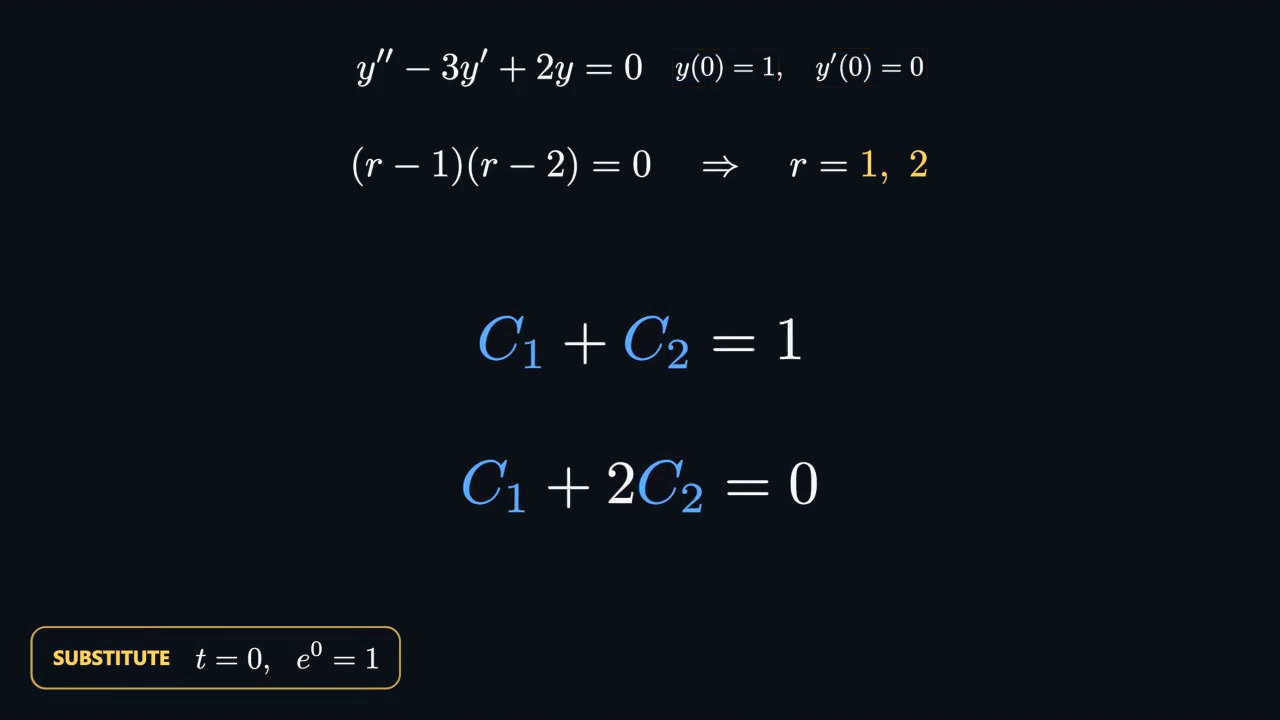 y″ − 3y′ + 2y = 0 y(0) = 1, y′(0) = 0
(r − 1)(r − 2) = 0 ⇒ r = 1, 2
C₁ + C₂ = 1
C₁ + 2C₂ = 0
SUBSTITUTE t = 0, e⁰ = 1